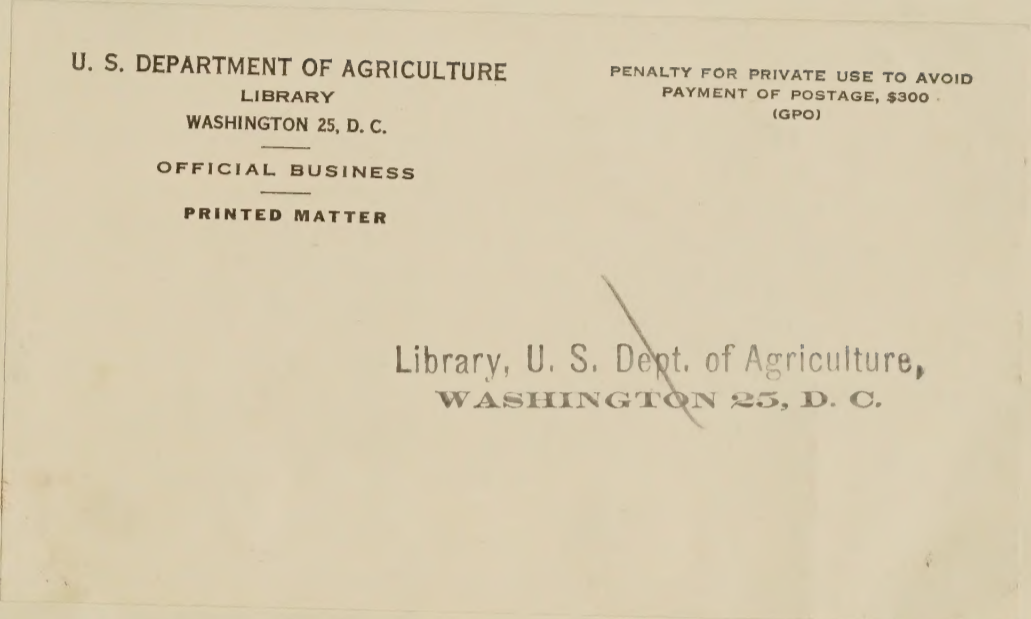 U. S. DEPARTMENT OF AGRICULTURE
LIBRARY
WASHINGTON 25, D. C.
OFFICIAL BUSINESS
PRINTED MATTER
PENALTY FOR PRIVATE USE TO AVOID
PAYMENT OF POSTAGE, $300
(GPO)
Library, U. S. Dept. of Agriculture,
WASHINGTON 25, D. C.